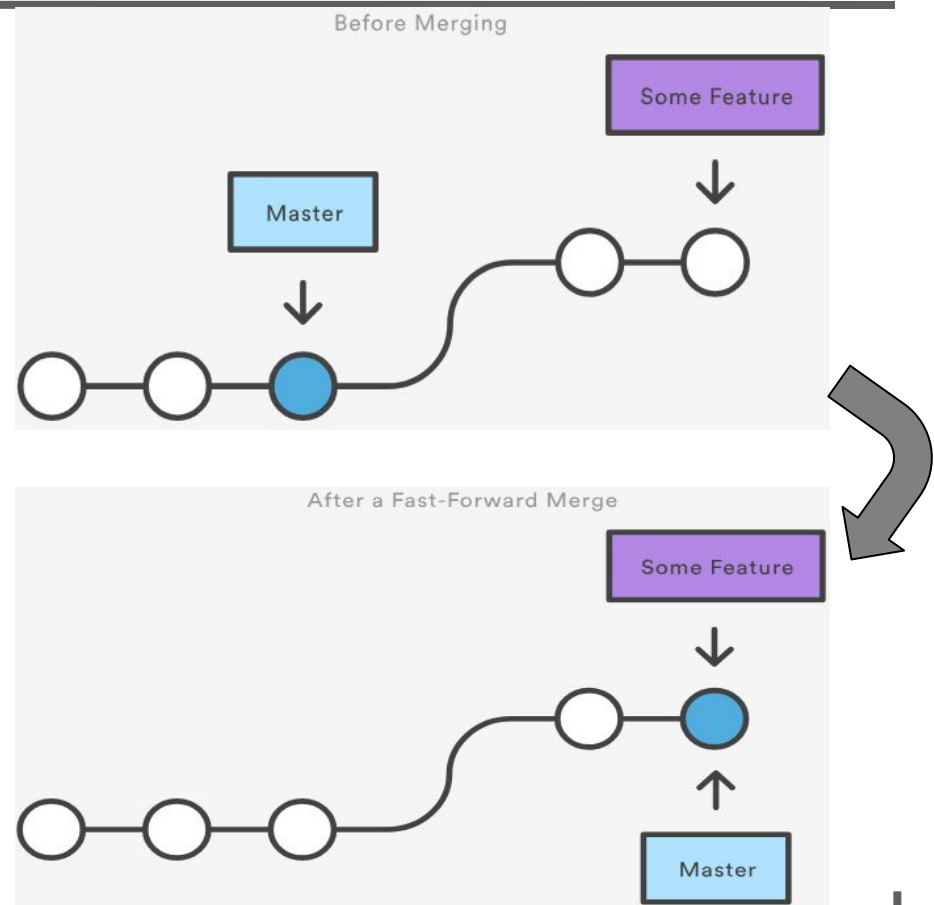 Before Merging
Some Feature
Master
After a Fast-Forward Merge
Some Feature
Master